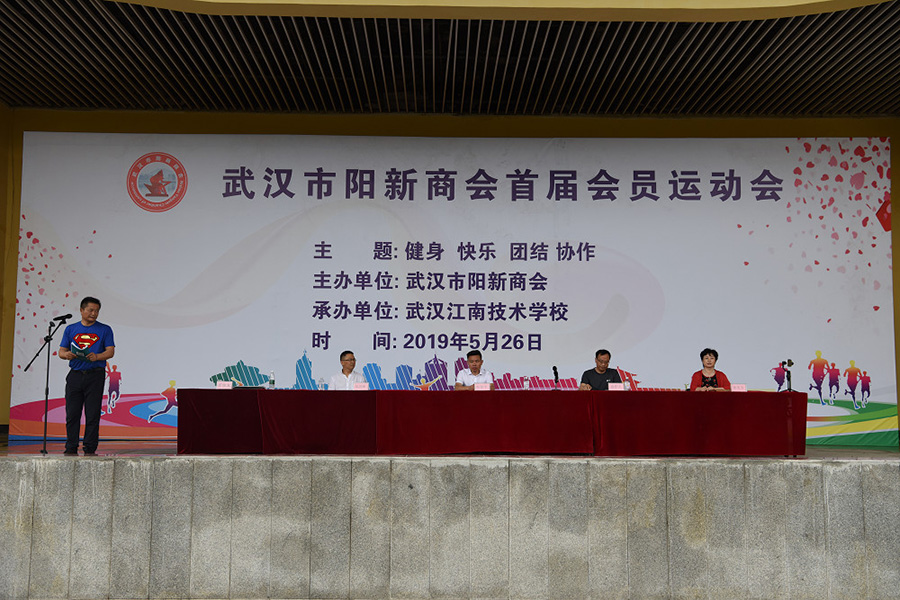 武汉市阳新商会首届会员运动会
主 题: 健身 快乐 团结 协作
主办单位: 武汉市阳新商会
承办单位: 武汉江南技术学校
时 间: 2019年5月26日